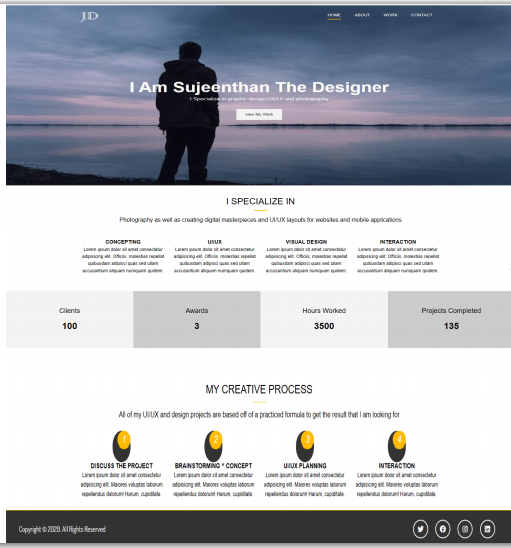 JD
HOME ABOUT WORK CONTACT
I Am Sujeenthan The Designer
I Specialize in graphic design,UX/UI and photography
view My Work
I SPECIALIZE IN
Photography as well as creating digital masterpieces and UI/UX layouts for websites and mobile applications
CONCEPTING
Lorem ipsum dolor sit amet consectetur
adipisicing elit. Officiis, molestias repellat
quibusdam adipisci quas sed ullam
accusantium aliquam numquam quidem.
UI/UX
Lorem ipsum dolor sit amet consectetur
adipisicing elit. Officiis, molestias repellat
quibusdam adipisci quas sed ullam
accusantium aliquam numquam quidem.
VISUAL DESIGN
Lorem ipsum dolor sit amet consectetur
adipisicing elit. Officiis, molestias repellat
quibusdam adipisci quas sed ullam
accusantium aliquam numquam quidem.
INTERACTION
Lorem ipsum dolor sit amet consectetur
adipisicing elit. Officiis, molestias repellat
quibusdam adipisci quas sed ullam
accusantium aliquam numquam quidem.
Clients
100
Awards
3
Hours Worked
3500
Projects Completed
135
MY CREATIVE PROCESS
All of my UI/UX and design projects are based off of a practiced formula to get the result that I am looking for
1
DISCUSS THE PROJECT
Lorem ipsum dolor sit amet consectetur
adipisicing elit. Maiores voluptas laborum
repellendus dolorum! Harum, cupiditate.
2
BRAINSTORMING * CONCEPT
Lorem ipsum dolor sit amet consectetur
adipisicing elit. Maiores voluptas laborum
repellendus dolorum! Harum, cupiditate.
3
UI/UX PLANNING
Lorem ipsum dolor sit amet consectetur
adipisicing elit. Maiores voluptas laborum
repellendus dolorum! Harum, cupiditate.
4
INTERACTION
Lorem ipsum dolor sit amet consectetur
adipisicing elit. Maiores voluptas laborum
repellendus dolorum! Harum, cupiditate.
Copyright © 2020. All Rights Reserved